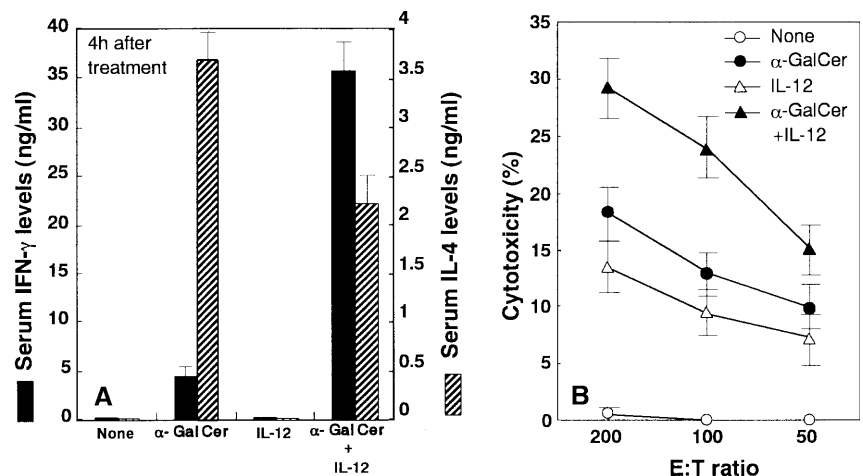 4h after
treatment
Serum IFN-γ levels (ng/ml)
40
35
30
25
20
15
10
5
0
A
None
α- GalCer
IL-12
α- GalCer
+
IL-12
4
3.5
3
2.5
2
1.5
1
0.5
0
Serum IL-4 levels (ng/ml)
Cytotoxicity (%)
35
30
25
20
15
10
5
0
None
α-GalCer
IL-12
α-GalCer
+IL-12
B
200
100
50
E:T ratio